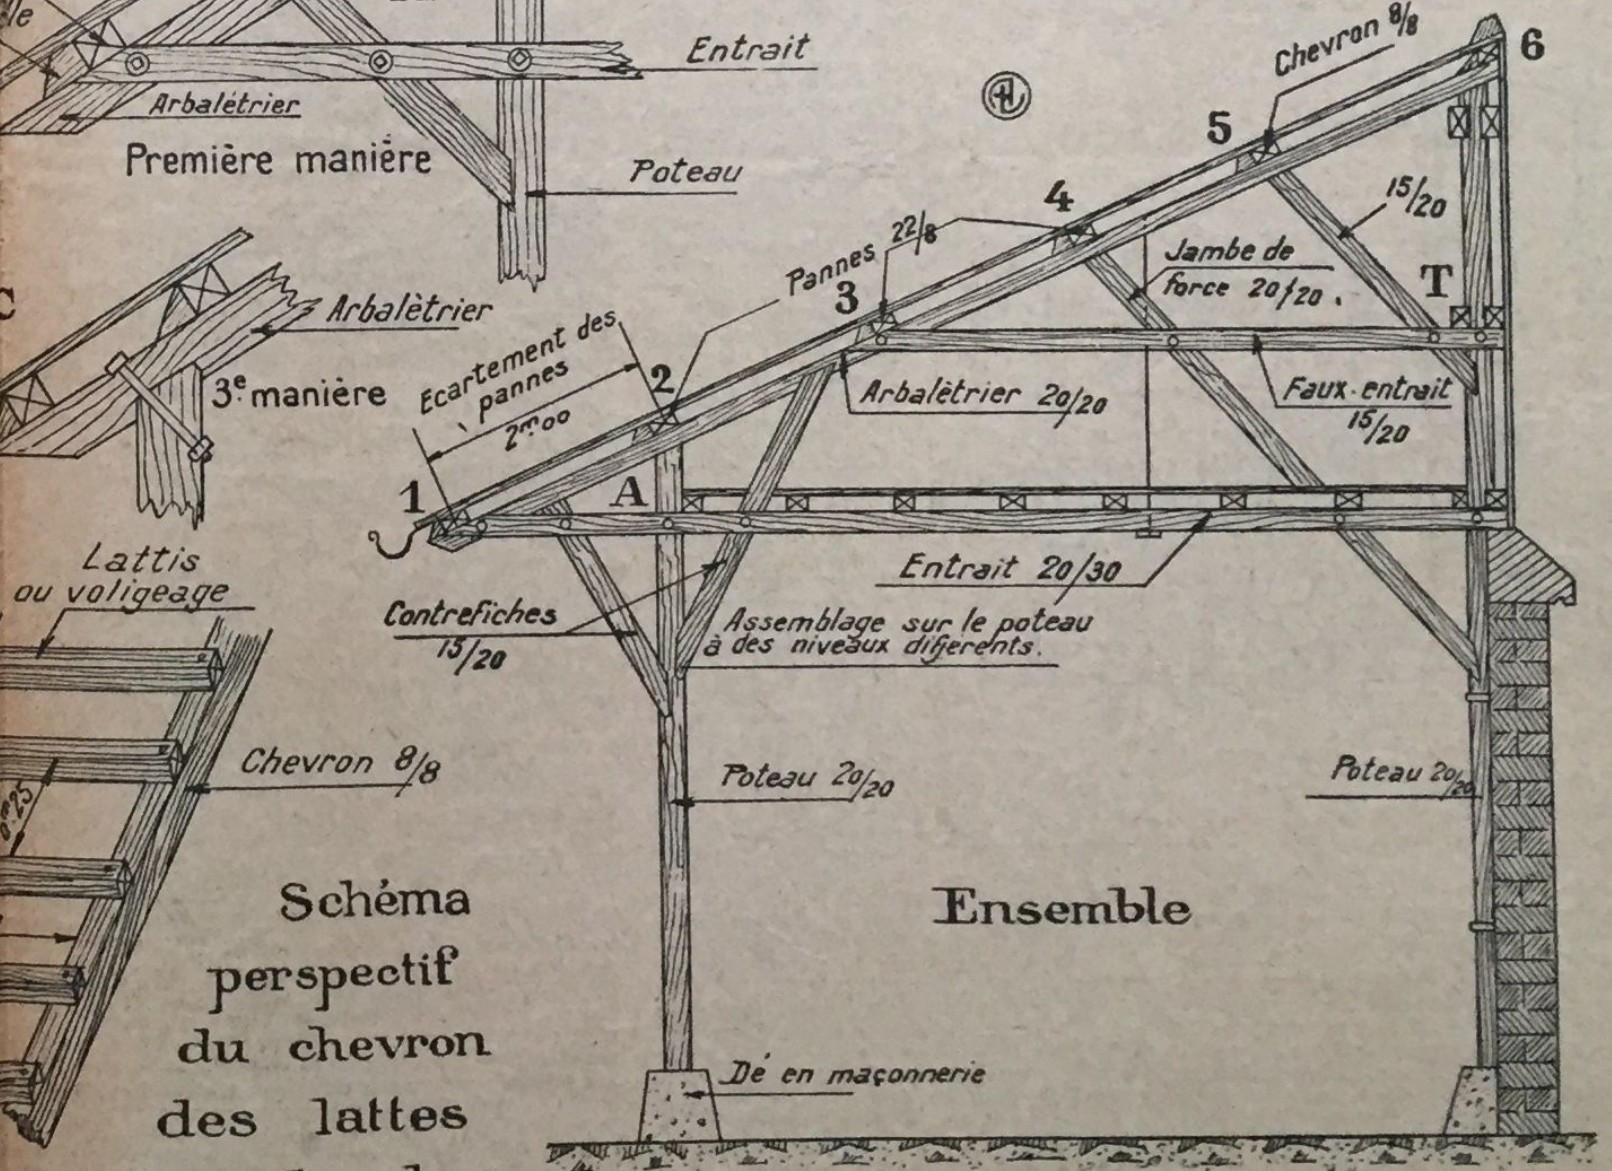 Entrait
Arbalétrier
Première manière
Poteau
Arbalètrier
3e manière
Lattis
ou voligeage
Chevron 8/8
0m25
Schéma
perspectif
du chevron
des lattes
Chevron 8/8
6
5
4
15/20
Pannes 22/8
Jambe de
force 20/20.
T
3
Ecartement des
pannes
2m00
2
Arbalètrier 20/20
Faux-entrait
15/20
1
A
Entrait 20/30
Contrefiches
15/20
Assemblage sur le poteau
à des niveaux différents.
Poteau 20/20
Poteau 20/20
Ensemble
Dé en maçonnerie